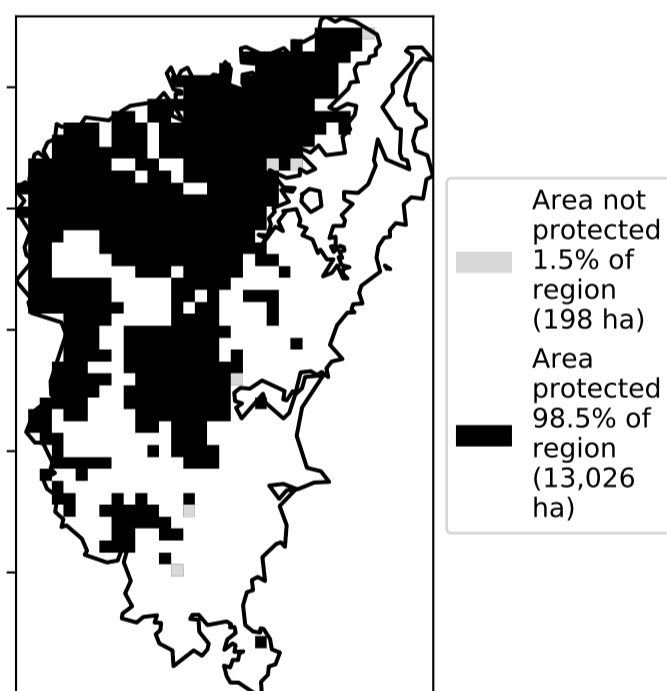 Area not
protected
1.5% of
region
(198 ha)
Area
protected
98.5% of
region
(13,026
ha)